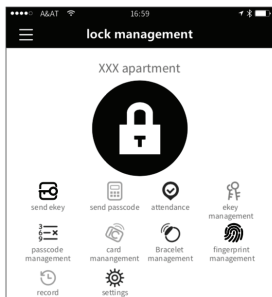 A&AT 16:59
lock management
XXX apartment
send ekey send passcode attendance ekey
management
passcode card Bracelet fingerprint
management manangement management management
record settings